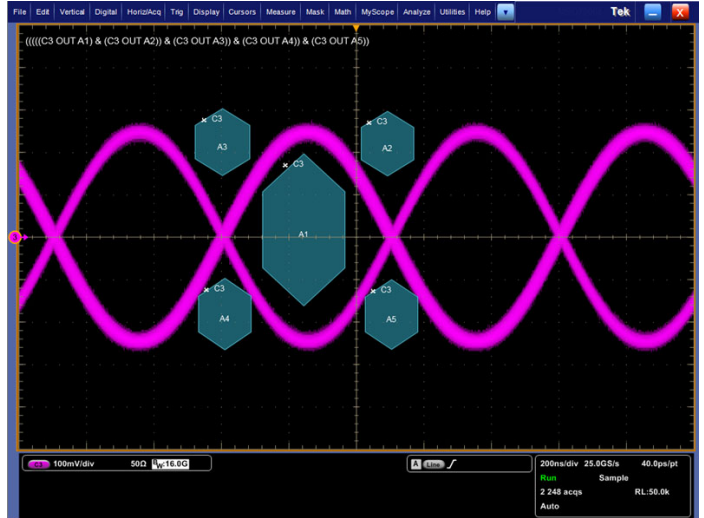 File Edit Vertical Digital Horiz/Acq Trig Display Cursors Measure Mask Math MyScope Analyze Utilities Help Tek X
(((((C3 OUT A1) & (C3 OUT A2)) & (C3 OUT A3)) & (C3 OUT A4)) & (C3 OUT A5))
C3 C3
A3 A2
C3
A1
C3 C3
A4 A5
C3 100mV/div 50Ω BW:16.0G
A Line
200ns/div 25.0GS/s 40.0ps/pt
Run Sample
2 248 acqs RL:50.0k
Auto